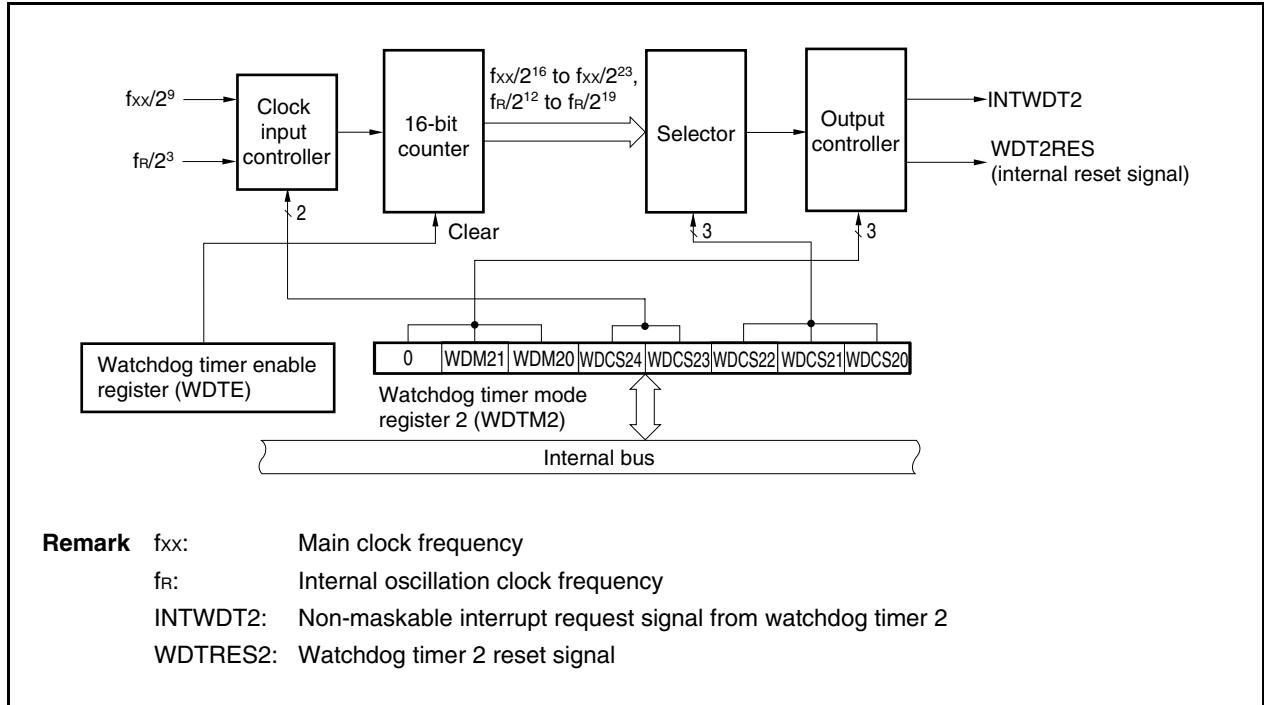 fxx/2⁹
fR/2³
Clock
input
controller
2
16-bit
counter
Clear
fxx/2¹⁶ to fxx/2²³,
fR/2¹² to fR/2¹⁹
Selector
3
Output
controller
3
INTWDT2
WDT2RES
(internal reset signal)
Watchdog timer enable
register (WDTE)
0 WDM21 WDM20 WDCS24 WDCS23 WDCS22 WDCS21 WDCS20
Watchdog timer mode
register 2 (WDTM2)
Internal bus
Remark fxx: Main clock frequency
fR: Internal oscillation clock frequency
INTWDT2: Non-maskable interrupt request signal from watchdog timer 2
WDTRES2: Watchdog timer 2 reset signal